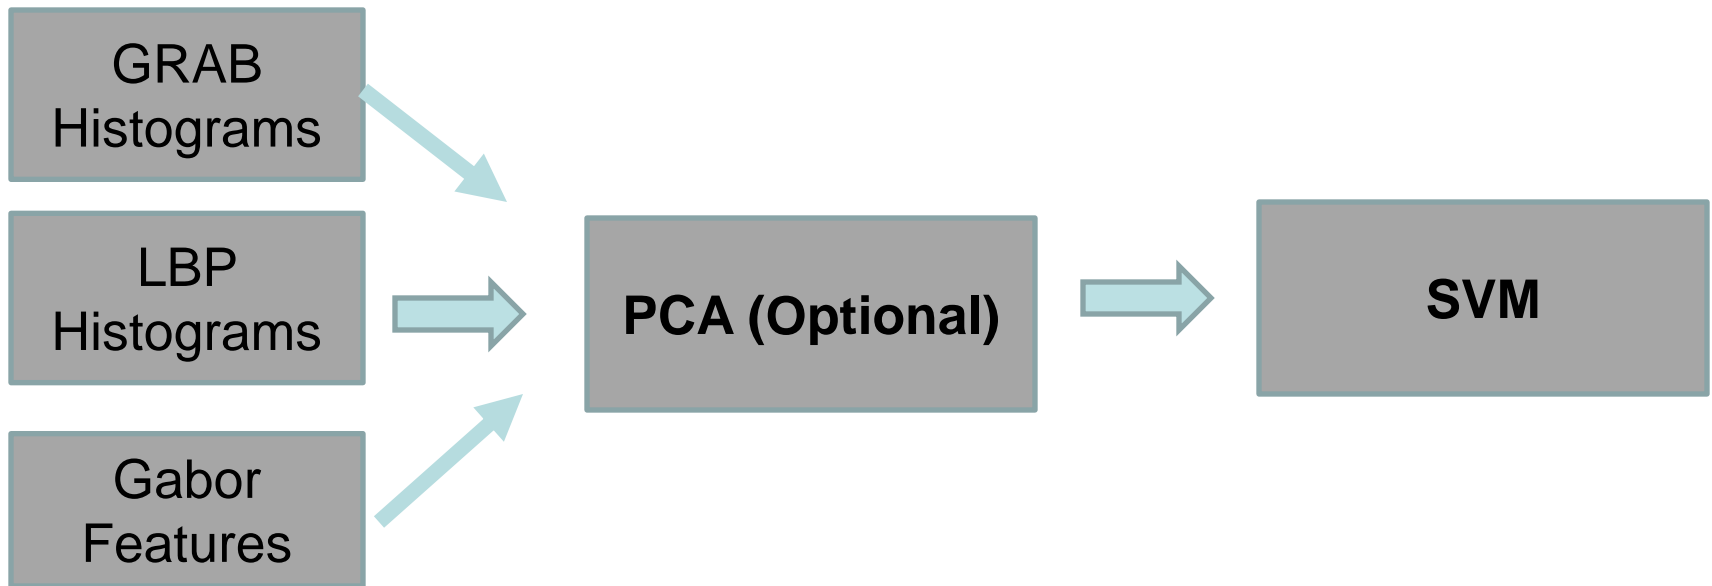 GRAB
Histograms
LBP
Histograms
Gabor
Features
PCA (Optional)
SVM